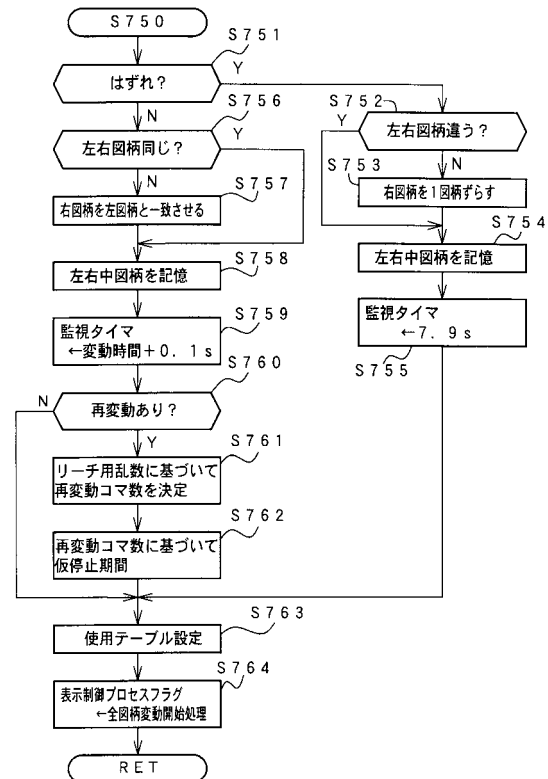 S750
S751
はずれ？
Y
N
S756
左右図柄同じ？
Y
N
S757
右図柄を左図柄と一致させる
S758
左右中図柄を記憶
S759
監視タイマ
←変動時間＋0．1s
S760
再変動あり？
N
Y
S761
リーチ用乱数に基づいて
再変動コマ数を決定
S762
再変動コマ数に基づいて
仮停止期間
S752
左右図柄違う？
Y
N
S753
右図柄を1図柄ずらす
S754
左右中図柄を記憶
監視タイマ
←7．9s
S755
S763
使用テーブル設定
S764
表示制御プロセスフラグ
←全図柄変動開始処理
RET